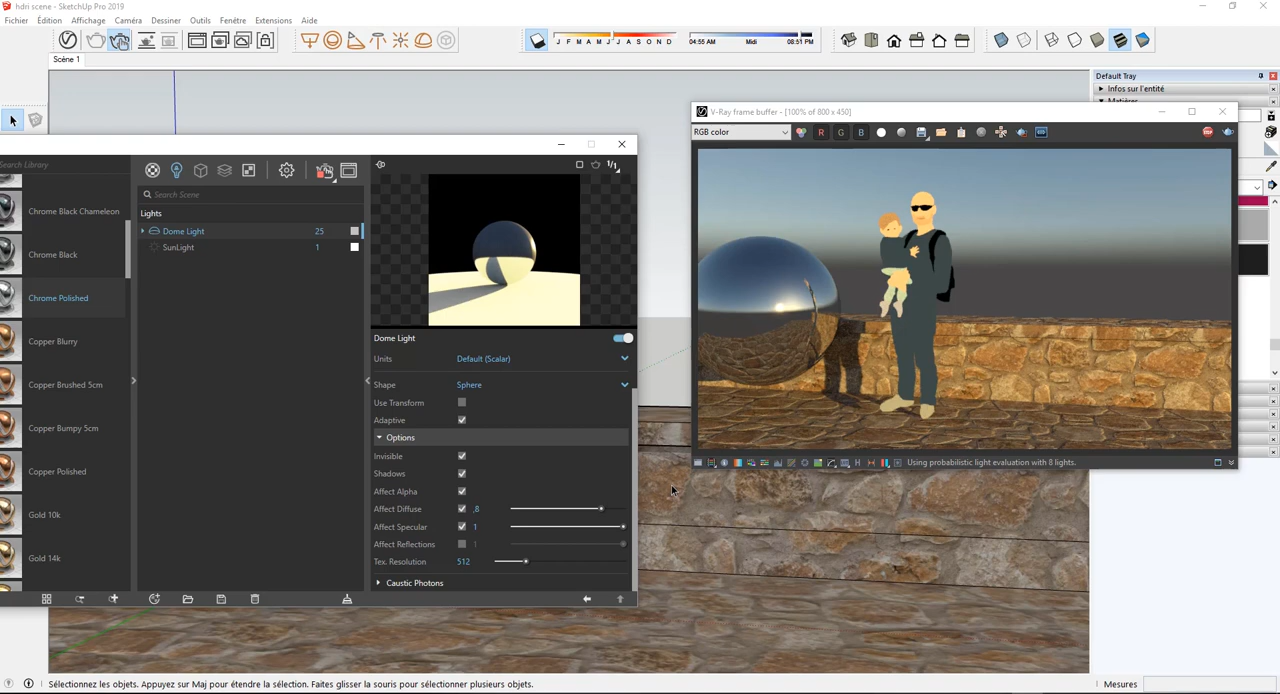 hdri scene - SketchUp Pro 2019
Fichier Édition Affichage Caméra Dessiner Outils Fenêtre Extensions Aide
J F M A M J J A S O N D
04:55 AM Midi 08:51 PM
Scène 1
Default Tray
Infos sur l'entité
Matières
V-Ray frame buffer - [100% of 800 x 450]
RGB color
R G B
Search Library
Chrome Black Chameleon
Chrome Black
Chrome Polished
Copper Blurry
Copper Brushed 5cm
Copper Bumpy 5cm
Copper Polished
Gold 10k
Gold 14k
Search Scene
Lights
Dome Light 25
SunLight 1
1/1
Dome Light
Units Default (Scalar)
Shape Sphere
Use Transform
Adaptive
Options
Invisible
Shadows
Affect Alpha
Affect Diffuse ,8
Affect Specular 1
Affect Reflections 1
Tex. Resolution 512
Caustic Photons
Using probabilistic light evaluation with 8 lights.
Sélectionnez les objets. Appuyez sur Maj pour étendre la sélection. Faites glisser la souris pour sélectionner plusieurs objets.
Mesures